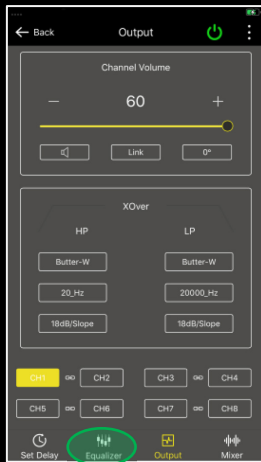 Back Output
Channel Volume
− 60 +
Link 0°
XOver
HP LP
Butter-W Butter-W
20_Hz 20000_Hz
18dB/Slope 18dB/Slope
CH1 CH2 CH3 CH4
CH5 CH6 CH7 CH8
Set Delay Equalizer Output Mixer